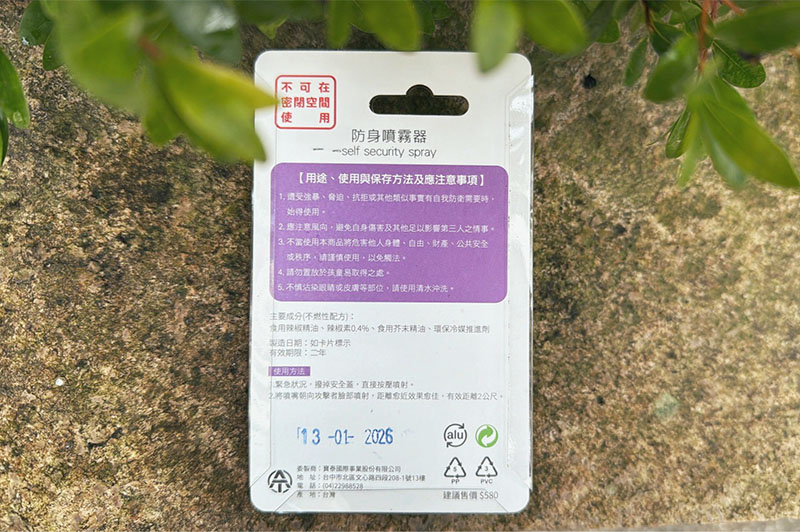 不可在
密閉空間
使用
防身噴霧器
self security spray
【用途、使用與保存方法及應注意事項】
1. 遭受強暴、脅迫、抗拒或其他類似事實有自我防衛需要時，
始得使用。
2. 應注意風向，避免自身傷害及其他足以影響第三人之情事。
3. 不當使用本商品將危害他人身體、自由、財產、公共安全
或秩序，請謹慎使用，以免觸法。
4. 請勿置放於孩童易取得之處。
5. 不慎沾染眼睛或皮膚等部位，請使用清水沖洗。
主要成分(不燃性配方)：
食用辣椒精油、辣椒素0.4%、食用芥末精油、環保冷媒推進劑
製造日期：如卡片標示
有效期限：二年
使用方法
1.緊急狀況，撥掉安全蓋，直接按壓噴射。
2.將噴嘴朝向攻擊者臉部噴射，距離愈近效果愈佳，有效距離2公尺。
13-01-2026
alu
5
PP
3
PVC
委製商：寶泰國際事業股份有限公司
地　址：台中市北區文心路四段208-1號13樓
電　話：(04)22988528
產　地：台灣
建議售價 $580